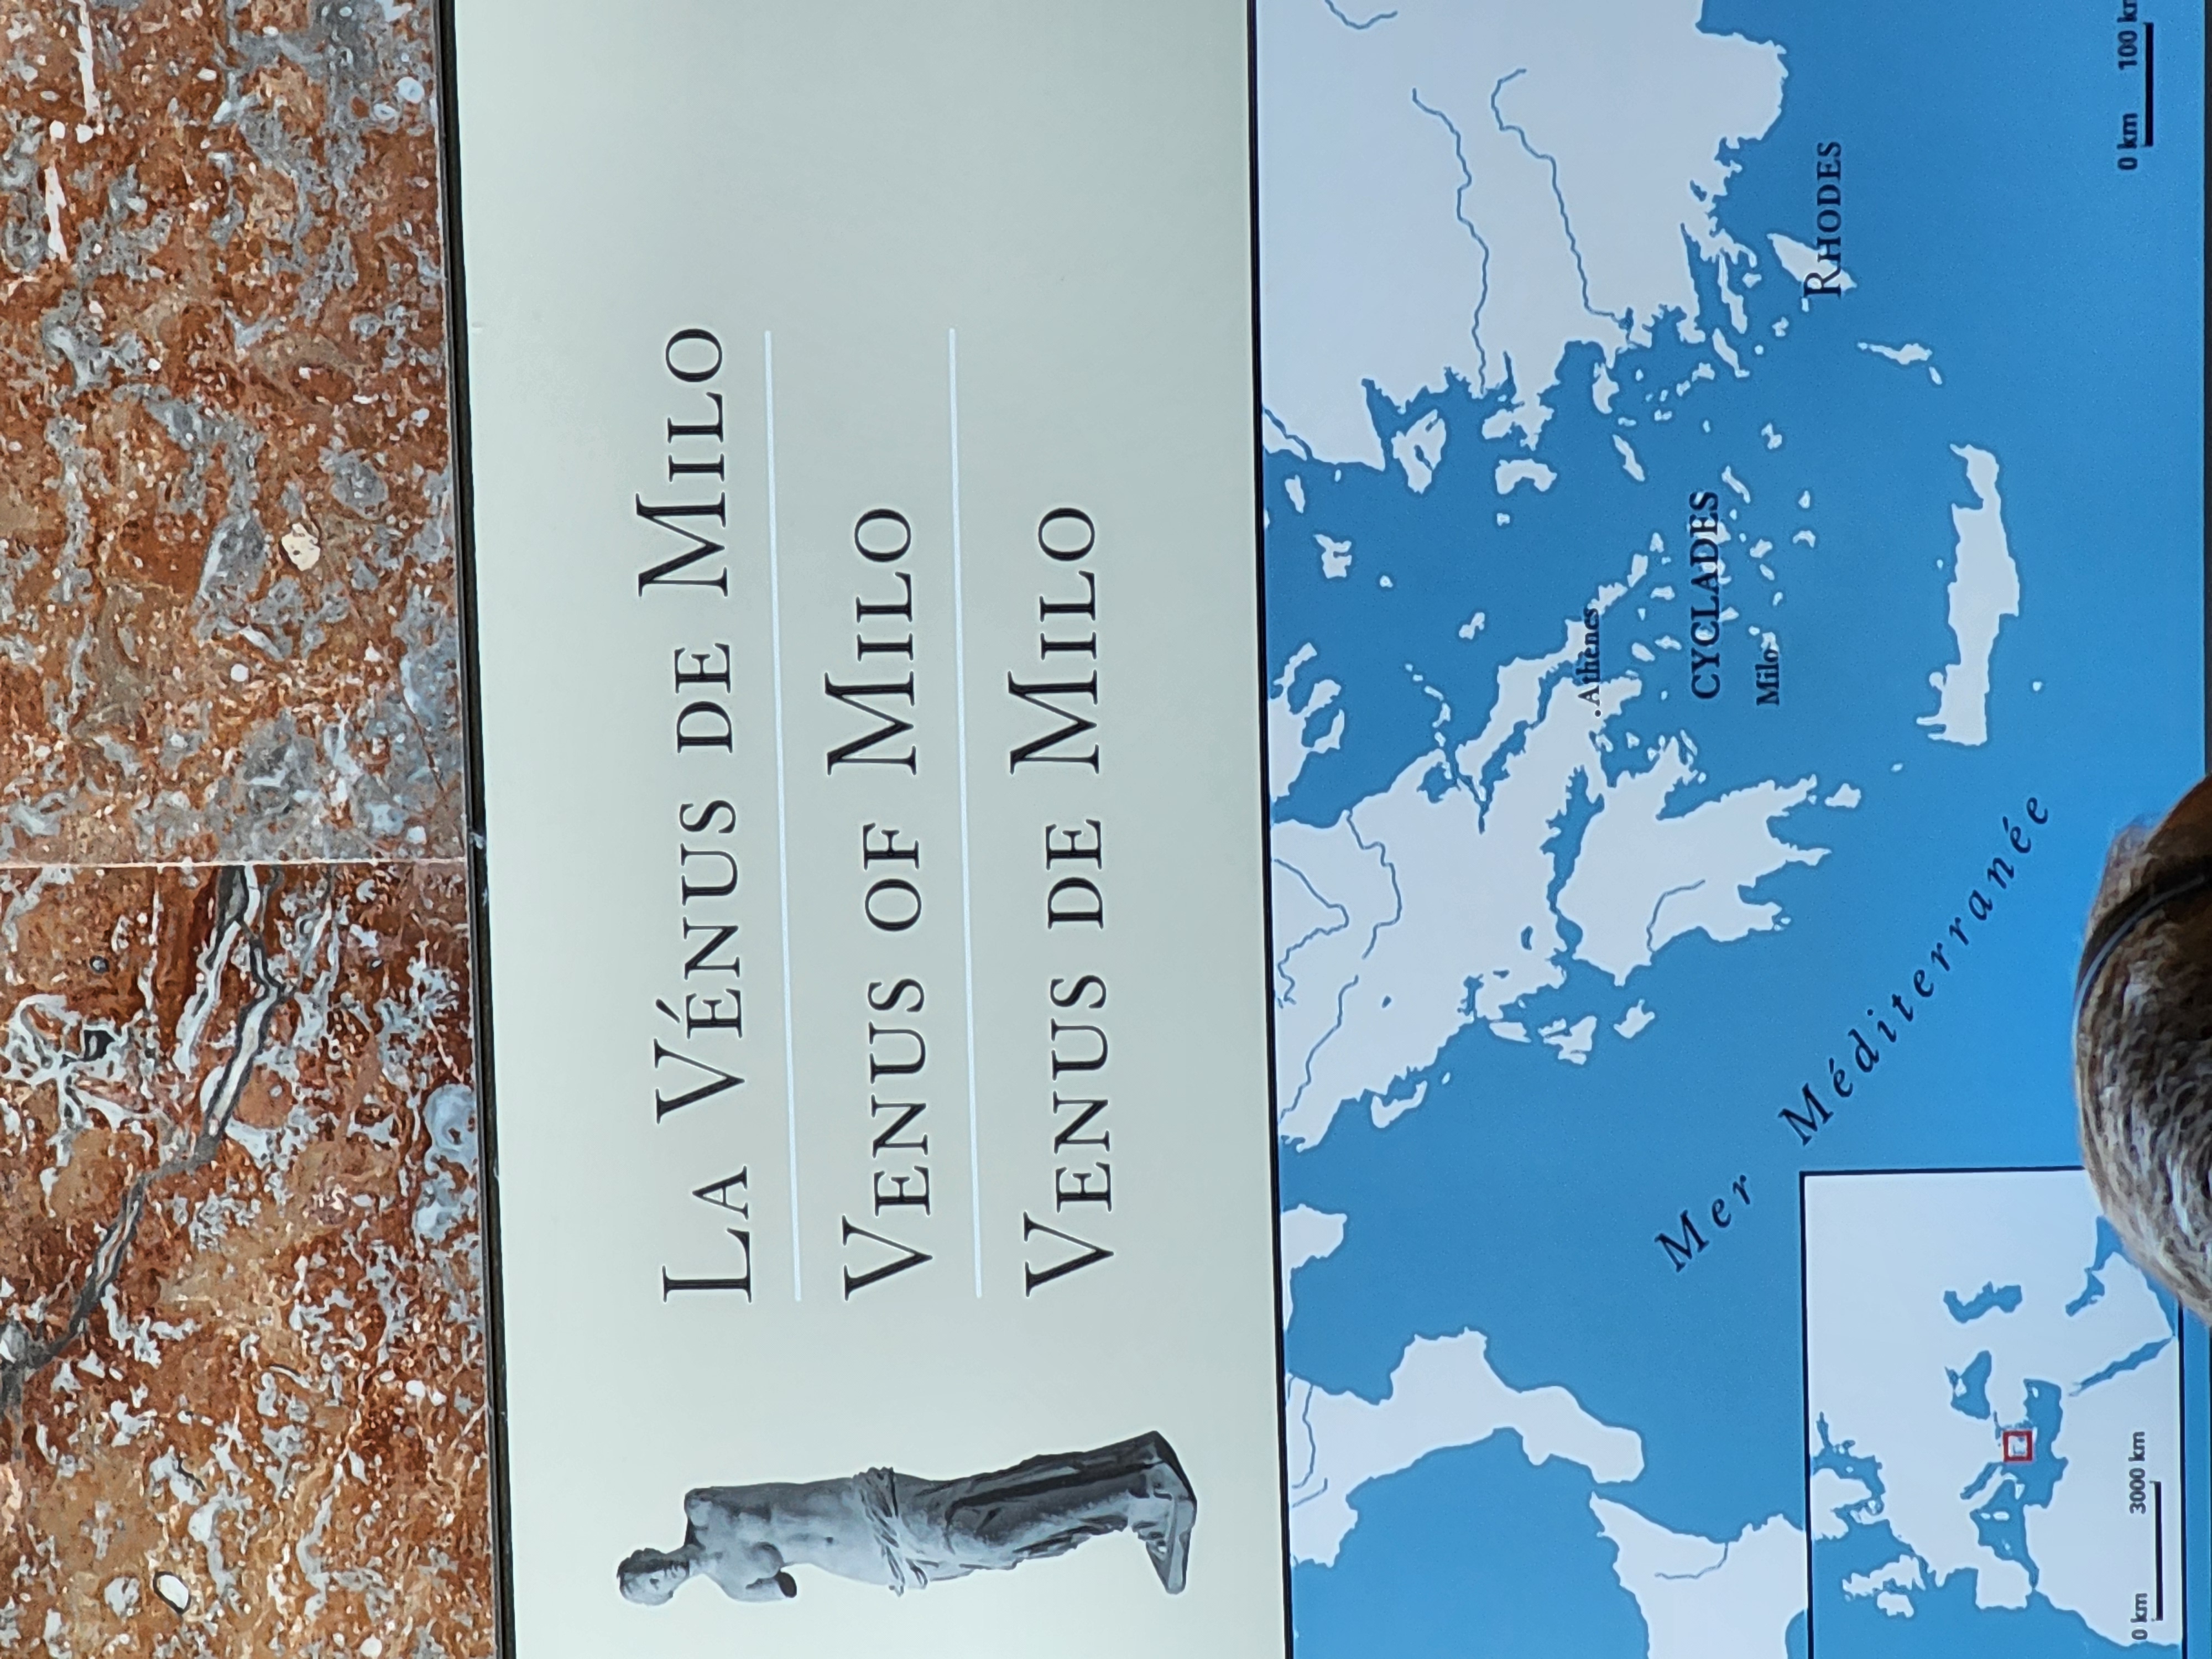 LA VÉNUS DE MILO
VENUS OF MILO
VENUS DE MILO
.Athènes
CYCLADES
Milo
RHODES
Mer Méditerranée
0 km 3000 km
0 km 100 km